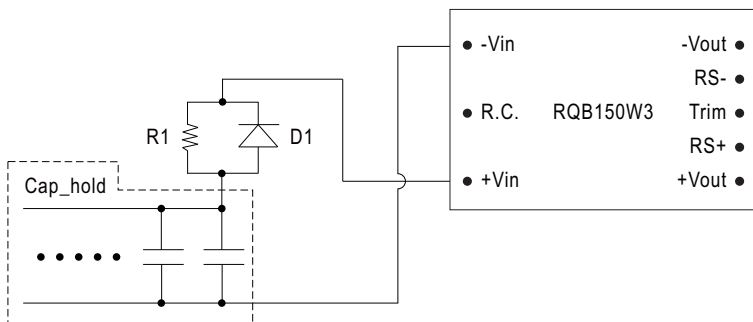 -Vin
-Vout
RS-
R1
D1
R.C.
RQB150W3
Trim
RS+
Cap_hold
+Vin
+Vout